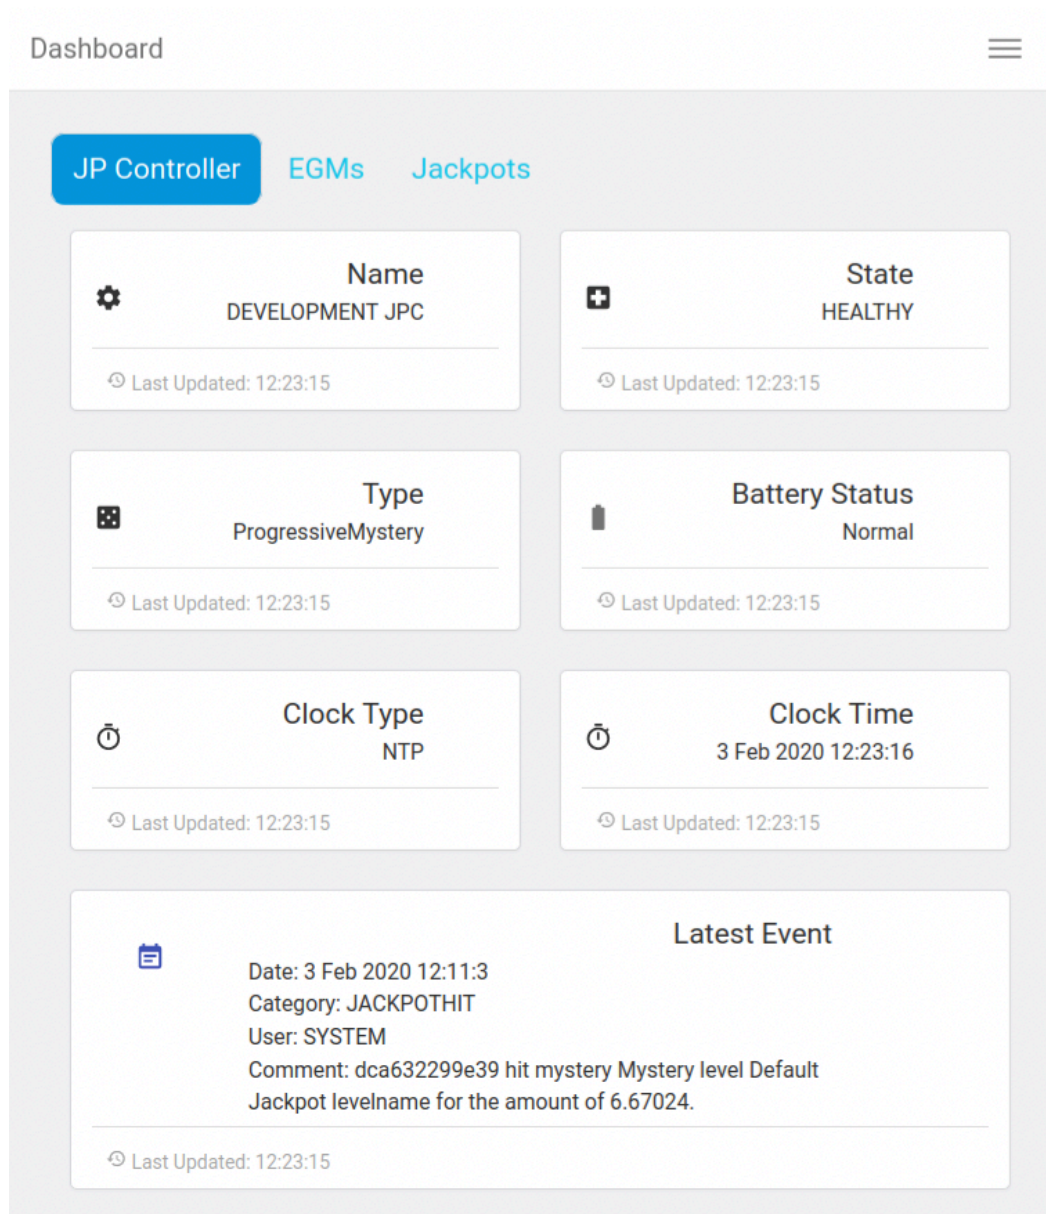 Dashboard
JP Controller EGMs Jackpots
Name
DEVELOPMENT JPC
Last Updated: 12:23:15
State
HEALTHY
Last Updated: 12:23:15
Type
ProgressiveMystery
Last Updated: 12:23:15
Battery Status
Normal
Last Updated: 12:23:15
Clock Type
NTP
Last Updated: 12:23:15
Clock Time
3 Feb 2020 12:23:16
Last Updated: 12:23:15
Latest Event
Date: 3 Feb 2020 12:11:3
Category: JACKPOTHIT
User: SYSTEM
Comment: dca632299e39 hit mystery Mystery level Default
Jackpot levelname for the amount of 6.67024.
Last Updated: 12:23:15